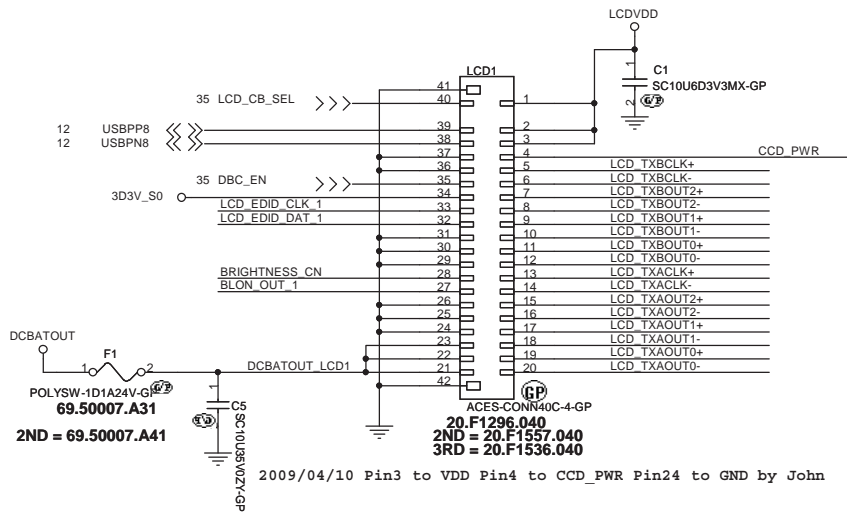 LCDVDD
LCD1
C1
SC10U6D3V3MX-GP
1
2
41
35 LCD_CB_SEL
40
1
12 USBPP8
39
2
12 USBPN8
38
3
37
4
CCD_PWR
36
5
LCD_TXBCLK+
35 DBC_EN
35
6
LCD_TXBCLK-
3D3V_S0
34
7
LCD_TXBOUT2+
LCD_EDID_CLK_1
33
8
LCD_TXBOUT2-
LCD_EDID_DAT_1
32
9
LCD_TXBOUT1+
31
10
LCD_TXBOUT1-
30
11
LCD_TXBOUT0+
29
12
LCD_TXBOUT0-
BRIGHTNESS_CN
28
13
LCD_TXACLK+
BLON_OUT_1
27
14
LCD_TXACLK-
26
15
LCD_TXAOUT2+
25
16
LCD_TXAOUT2-
24
17
LCD_TXAOUT1+
23
18
LCD_TXAOUT1-
22
19
LCD_TXAOUT0+
DCBATOUT_LCD1
21
20
LCD_TXAOUT0-
42
DCBATOUT
F1
1
2
POLYSW-1D1A24V-GP
69.50007.A31
2ND = 69.50007.A41
1
C5
SC10U35V0ZY-GP
GP
ACES-CONN40C-4-GP
20.F1296.040
2ND = 20.F1557.040
3RD = 20.F1536.040
2009/04/10 Pin3 to VDD Pin4 to CCD_PWR Pin24 to GND by John